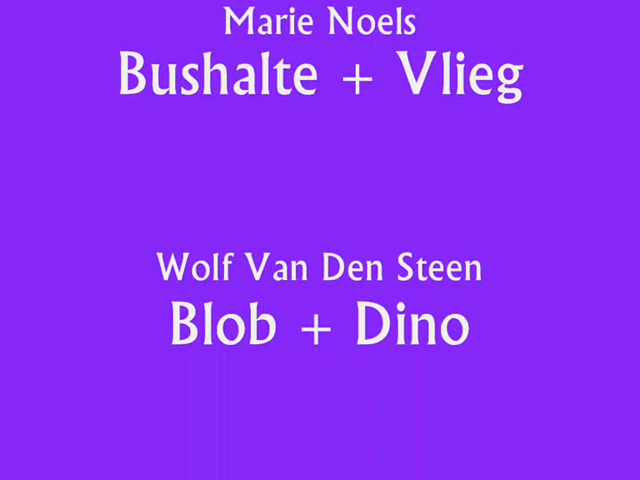 Marie Noels
Bushalte + Vlieg
Wolf Van Den Steen
Blob + Dino